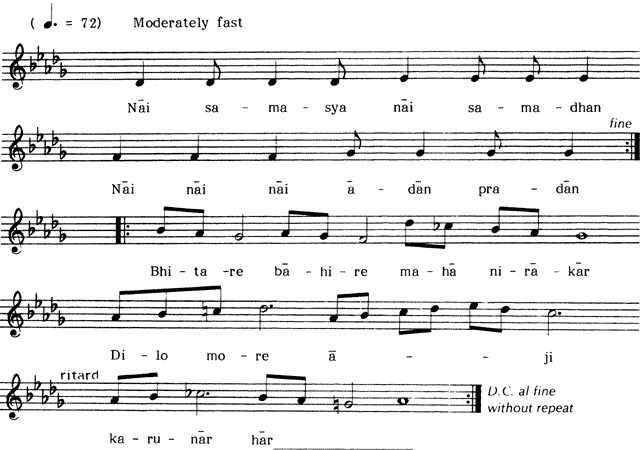 ( ♩. = 72) Moderately fast
Nāi sa- ma- sya nāi sa- ma- dhan
fine
Nāi nāi nāi ā- dān pra- dān
Bhi-ta-re bā-hi-re ma-hā ni-rā-kār
ritard
Di-lo mo-re ā - - ji
ka-ru-nār hār
D.C. al fine
without repeat